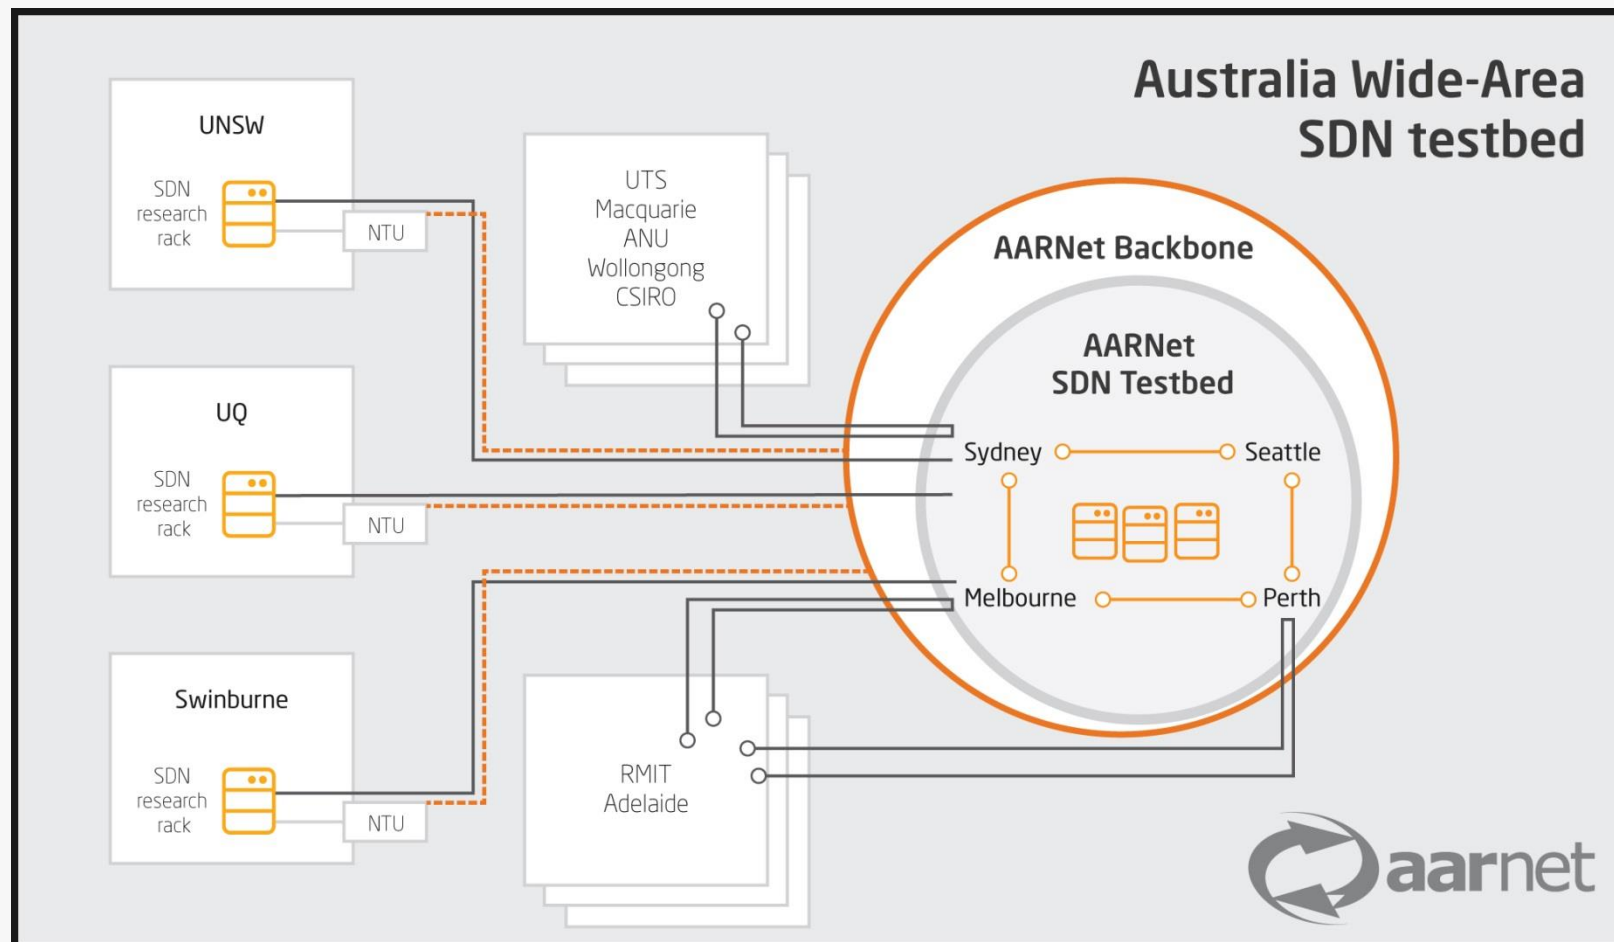 Australia Wide-Area
SDN testbed
UNSW
SDN
research
rack
NTU
UTS
Macquarie
ANU
Wollongong
CSIRO
AARNet Backbone
AARNet
SDN Testbed
UQ
SDN
research
rack
NTU
Sydney
Seattle
Melbourne
Perth
Swinburne
SDN
research
rack
NTU
RMIT
Adelaide
aarnet